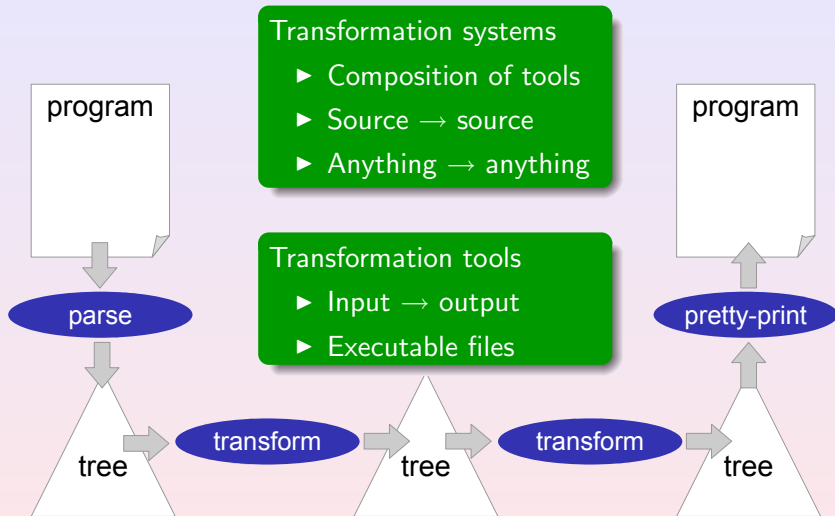 Transformation systems
► Composition of tools
► Source → source
► Anything → anything
program
program
Transformation tools
► Input → output
► Executable files
parse
pretty-print
transform
transform
tree
tree
tree